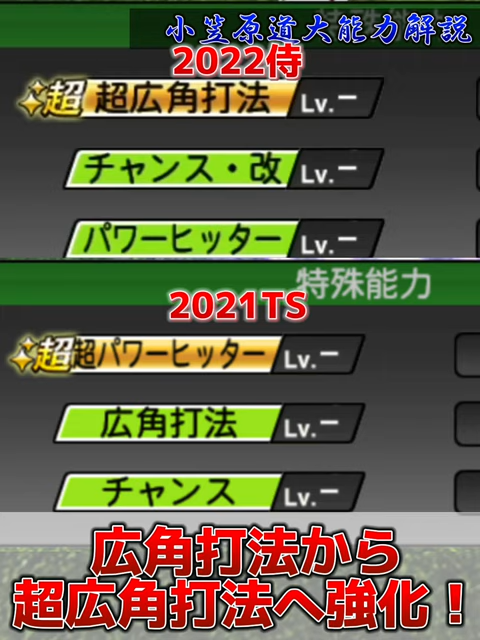 小笠原道大能力解説
2022侍
超 超広角打法 Lv.ー
チャンス・改 Lv.ー
パワーヒッター Lv.ー
特殊能力
2021TS
超 超パワーヒッター Lv.ー
広角打法 Lv.ー
チャンス Lv.ー
広角打法から
超広角打法へ強化!